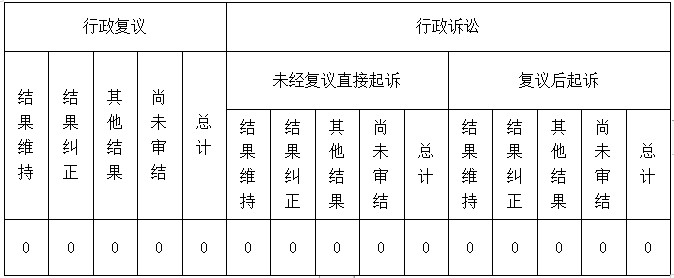 行政复议
行政诉讼
未经复议直接起诉
复议后起诉
结果维持
结果纠正
其他结果
尚未审结
总计
结果维持
结果纠正
其他结果
尚未审结
总计
结果维持
结果纠正
其他结果
尚未审结
总计
0 0 0 0 0 0 0 0 0 0 0 0 0 0 0